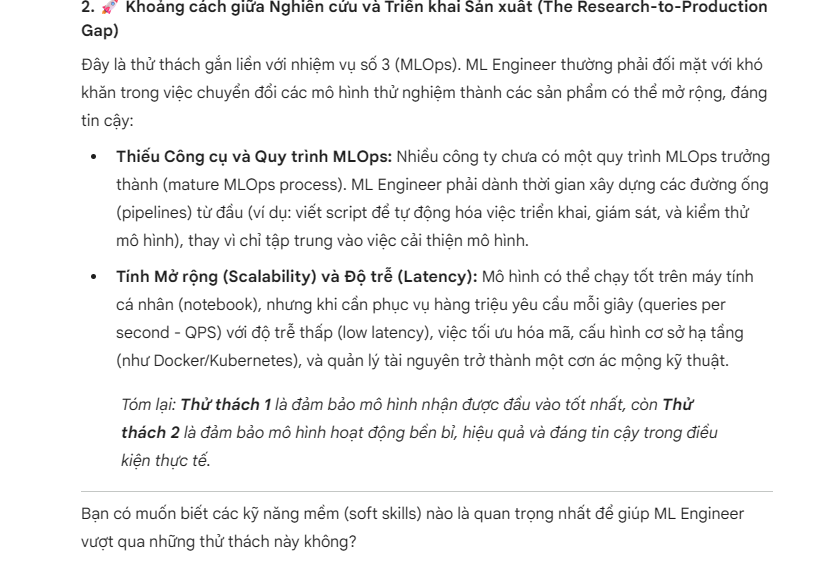 2. 🚀 Khoảng cách giữa Nghiên cứu và Triển khai Sản xuất (The Research-to-Production
Gap)
Đây là thử thách gắn liền với nhiệm vụ số 3 (MLOps). ML Engineer thường phải đối mặt với khó
khăn trong việc chuyển đổi các mô hình thử nghiệm thành các sản phẩm có thể mở rộng, đáng
tin cậy:
• Thiếu Công cụ và Quy trình MLOps: Nhiều công ty chưa có một quy trình MLOps trưởng
thành (mature MLOps process). ML Engineer phải dành thời gian xây dựng các đường ống
(pipelines) từ đầu (ví dụ: viết script để tự động hóa việc triển khai, giám sát, và kiểm thử
mô hình), thay vì chỉ tập trung vào việc cải thiện mô hình.
• Tính Mở rộng (Scalability) và Độ trễ (Latency): Mô hình có thể chạy tốt trên máy tính
cá nhân (notebook), nhưng khi cần phục vụ hàng triệu yêu cầu mỗi giây (queries per
second - QPS) với độ trễ thấp (low latency), việc tối ưu hóa mã, cấu hình cơ sở hạ tầng
(như Docker/Kubernetes), và quản lý tài nguyên trở thành một cơn ác mộng kỹ thuật.
Tóm lại: Thử thách 1 là đảm bảo mô hình nhận được đầu vào tốt nhất, còn Thử
thách 2 là đảm bảo mô hình hoạt động bền bỉ, hiệu quả và đáng tin cậy trong điều
kiện thực tế.
Bạn có muốn biết các kỹ năng mềm (soft skills) nào là quan trọng nhất để giúp ML Engineer
vượt qua những thử thách này không?